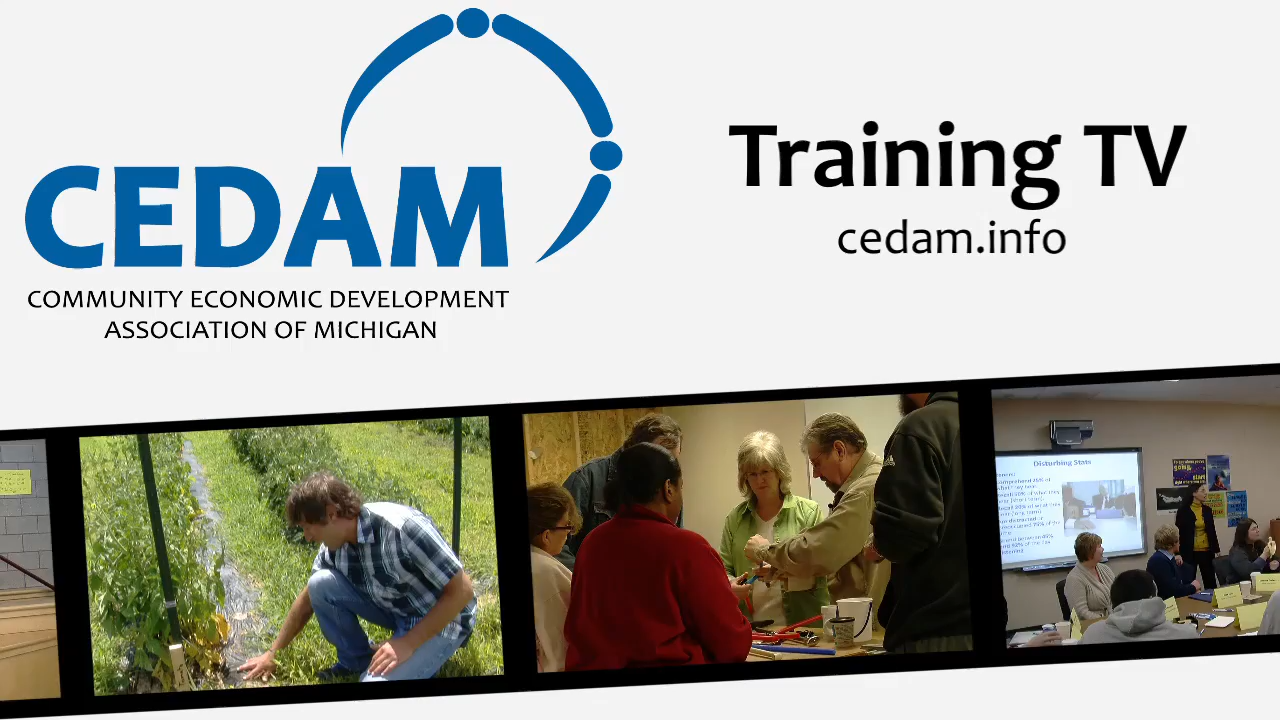 CEDAM
COMMUNITY ECONOMIC DEVELOPMENT
ASSOCIATION OF MICHIGAN
Training TV
cedam.info
Disturbing Stats